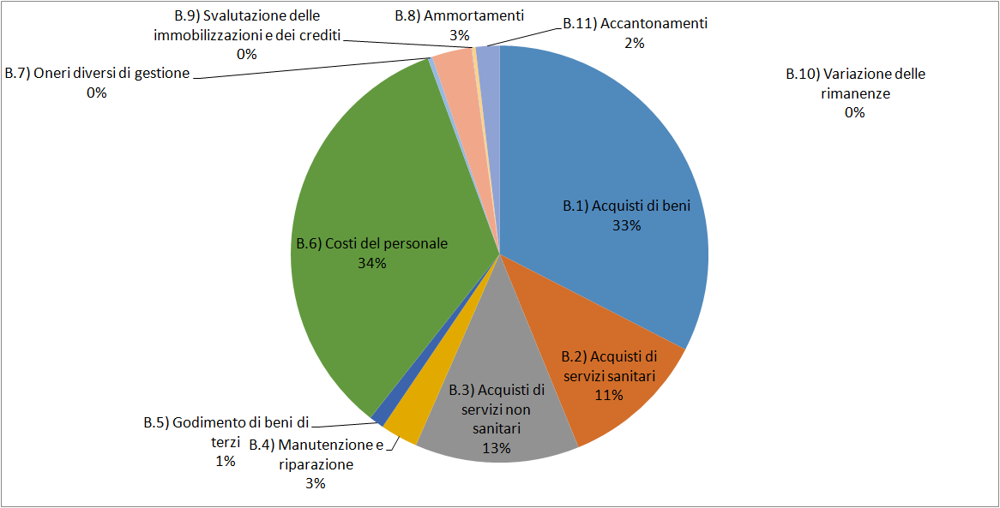 B.9) Svalutazione delle
immobilizzazioni e dei crediti
0%
B.8) Ammortamenti
3%
B.11) Accantonamenti
2%
B.7) Oneri diversi di gestione
0%
B.10) Variazione delle
rimanenze
0%
B.1) Acquisti di beni
33%
B.6) Costi del personale
34%
B.2) Acquisti di
servizi sanitari
11%
B.3) Acquisti di
servizi non
sanitari
13%
B.5) Godimento di beni di
terzi
1%
B.4) Manutenzione e
riparazione
3%